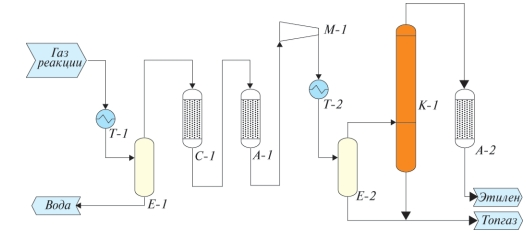 Газ
реакции
М-1
Т-1
Т-2
К-1
С-1
А-1
А-2
Е-1
Е-2
Вода
Этилен
Топгаз